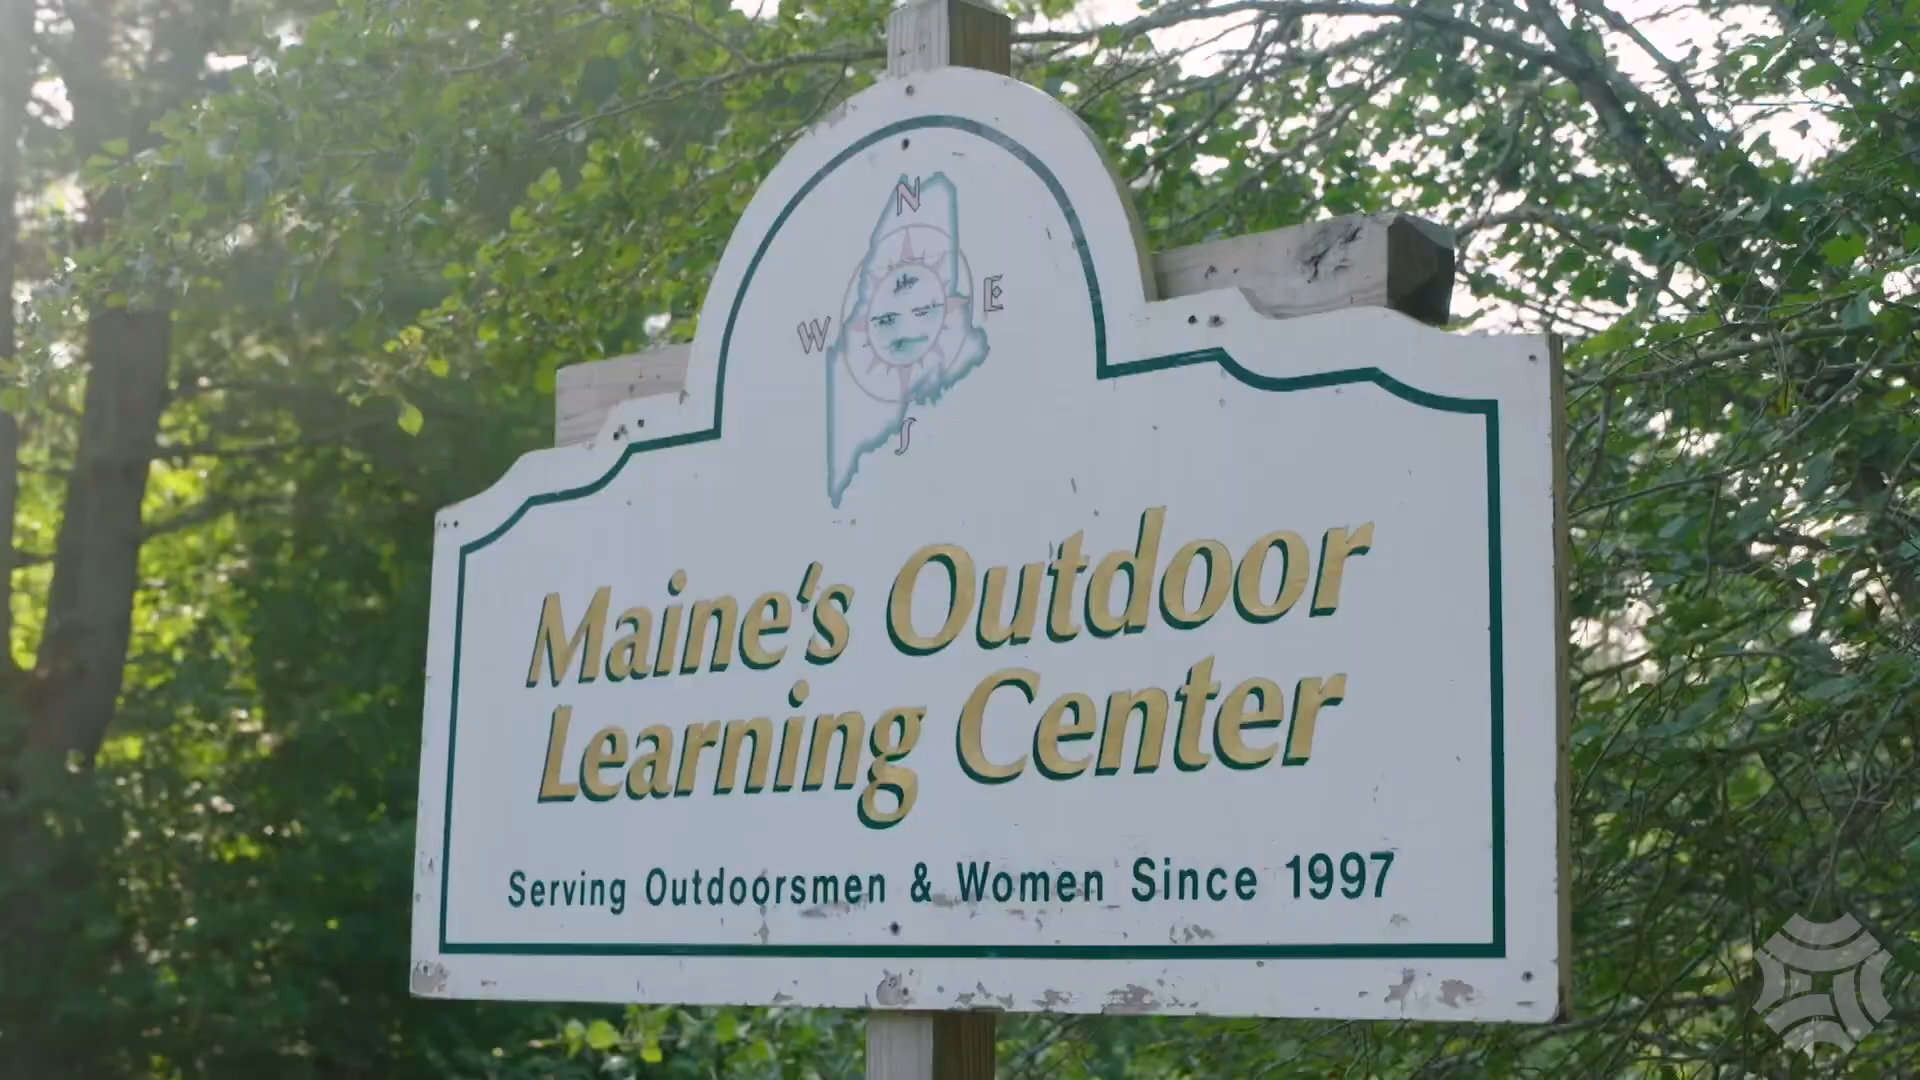 N
W E
S
Maine's Outdoor
Learning Center
Serving Outdoorsmen & Women Since 1997